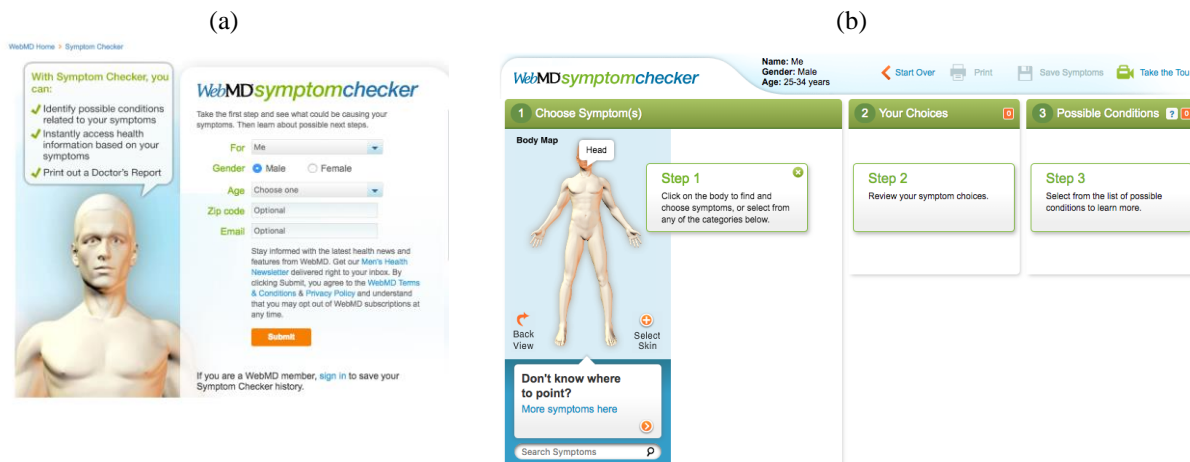 (a)
(b)
WebMD Home > Symptom Checker
With Symptom Checker, you
can:
Identify possible conditions
related to your symptoms
Instantly access health
information based on your
symptoms
Print out a Doctor's Report
WebMD symptomchecker
Take the first step and see what could be causing your
symptoms. Then learn about possible next steps.
For Me
Gender Male Female
Age Choose one
Zip code Optional
Email Optional
Stay informed with the latest health news and
features from WebMD. Get our Men's Health
Newsletter delivered right to your inbox. By
clicking Submit, you agree to the WebMD Terms
& Conditions & Privacy Policy and understand
that you may opt out of WebMD subscriptions at
any time.
Submit
If you are a WebMD member, sign in to save your
Symptom Checker history.
WebMD symptomchecker
Name: Me
Gender: Male
Age: 25-34 years
Start Over Print Save Symptoms Take the Tou
1 Choose Symptom(s)
Body Map
Head
Step 1
Click on the body to find and
choose symptoms, or select from
any of the categories below.
Back
View
Select
Skin
Don't know where
to point?
More symptoms here
Search Symptoms
2 Your Choices 0
Step 2
Review your symptom choices.
3 Possible Conditions ? 0
Step 3
Select from the list of possible
conditions to learn more.